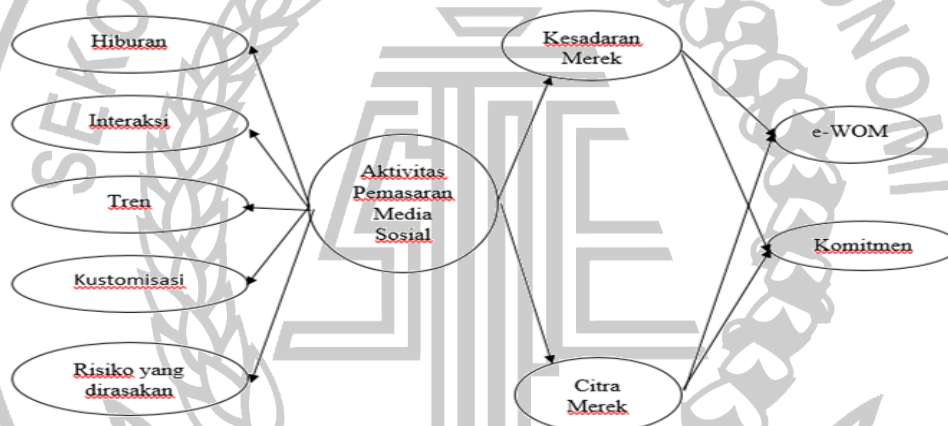 Hiburan
Interaksi
Tren
Kustomisasi
Risiko yang
dirasakan
Aktivitas
Pemasaran
Media
Sosial
Kesadaran
Merek
Citra
Merek
e-WOM
Komitmen